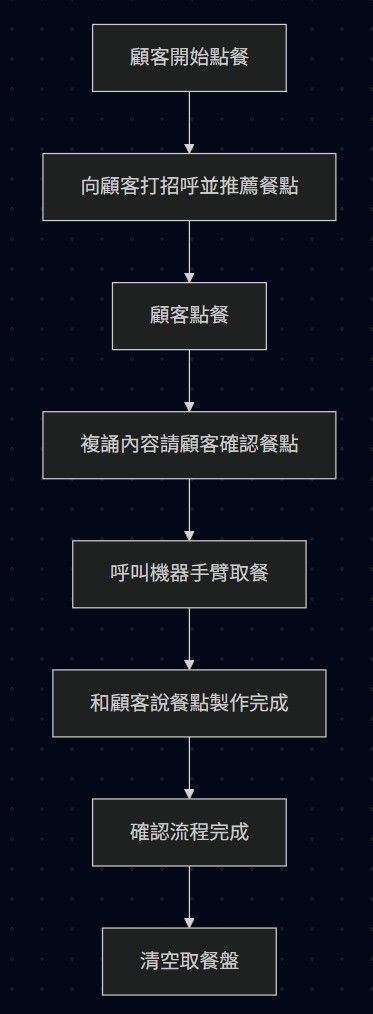 顧客開始點餐
向顧客打招呼並推薦餐點
顧客點餐
複誦內容請顧客確認餐點
呼叫機器手臂取餐
和顧客說餐點製作完成
確認流程完成
清空取餐盤